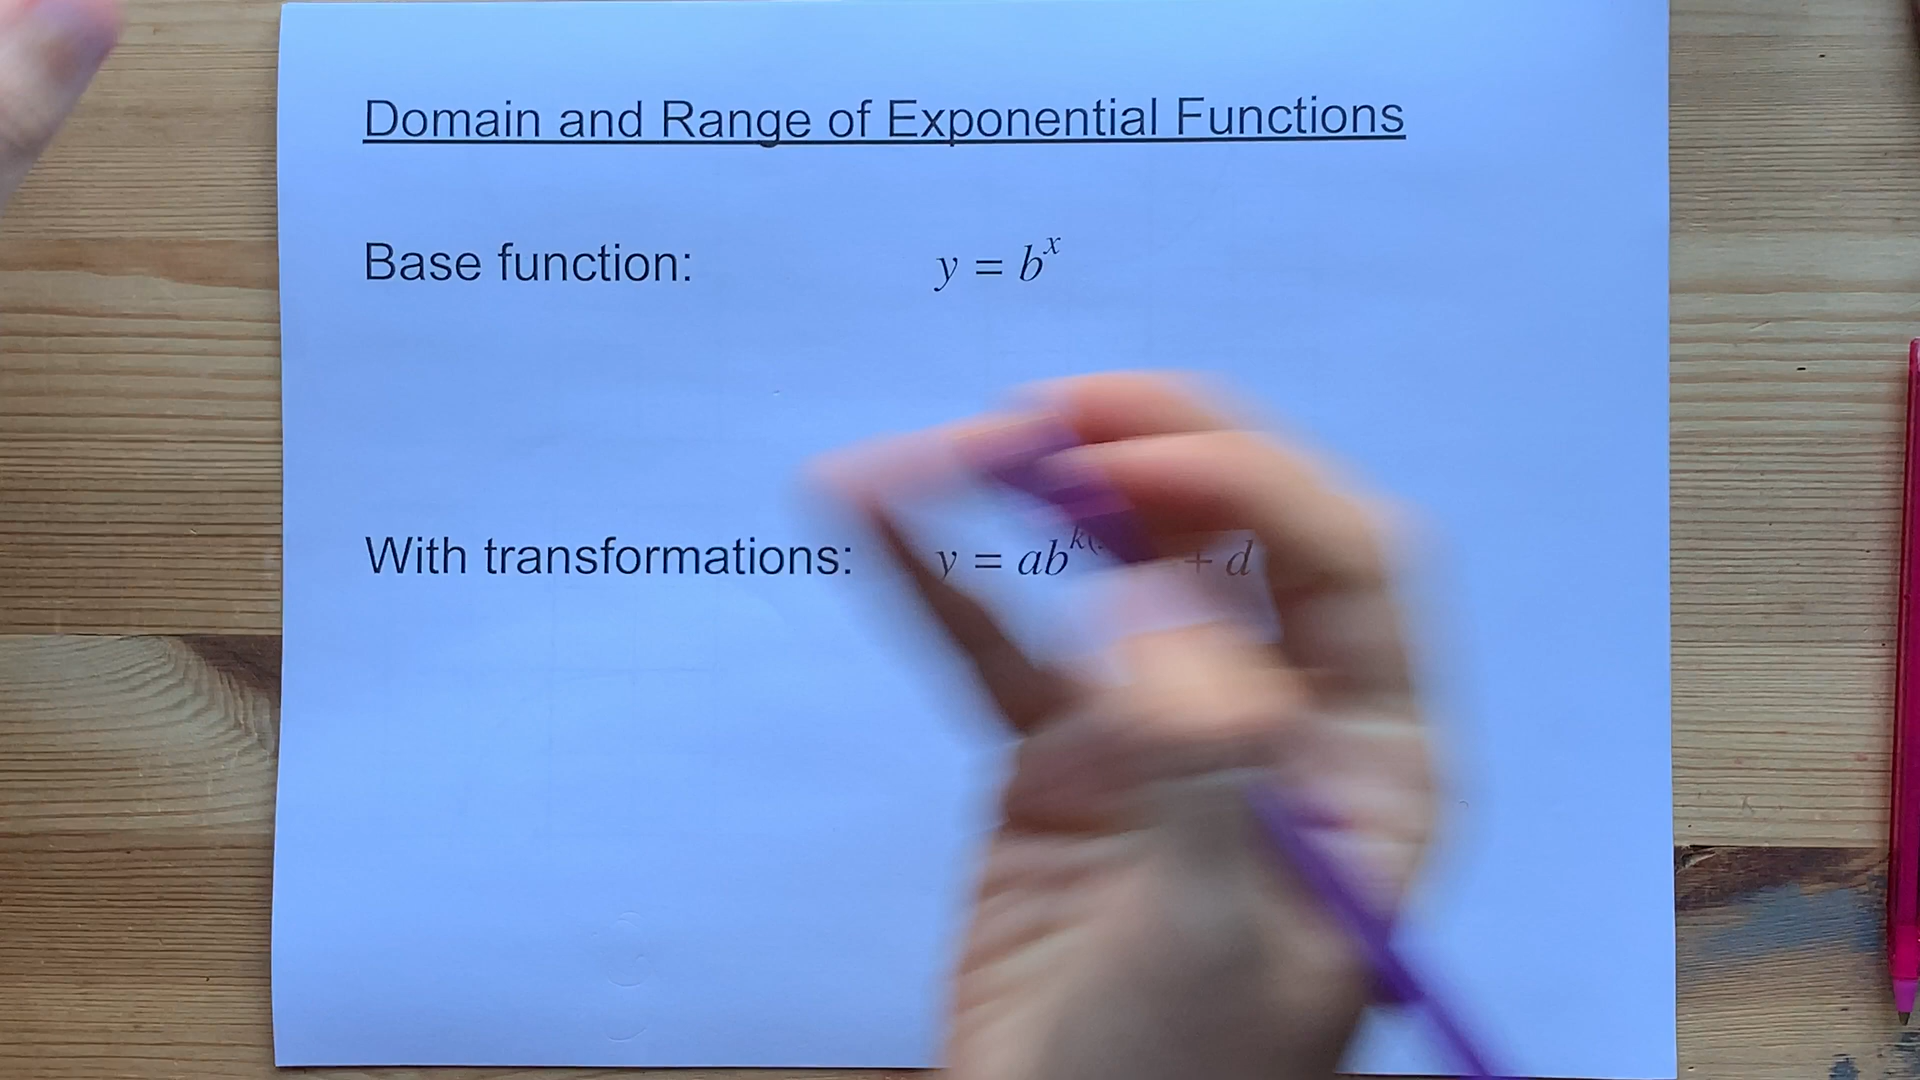 Domain and Range of Exponential Functions
Base function: y = b^x
With transformations: y = ab^k( + d